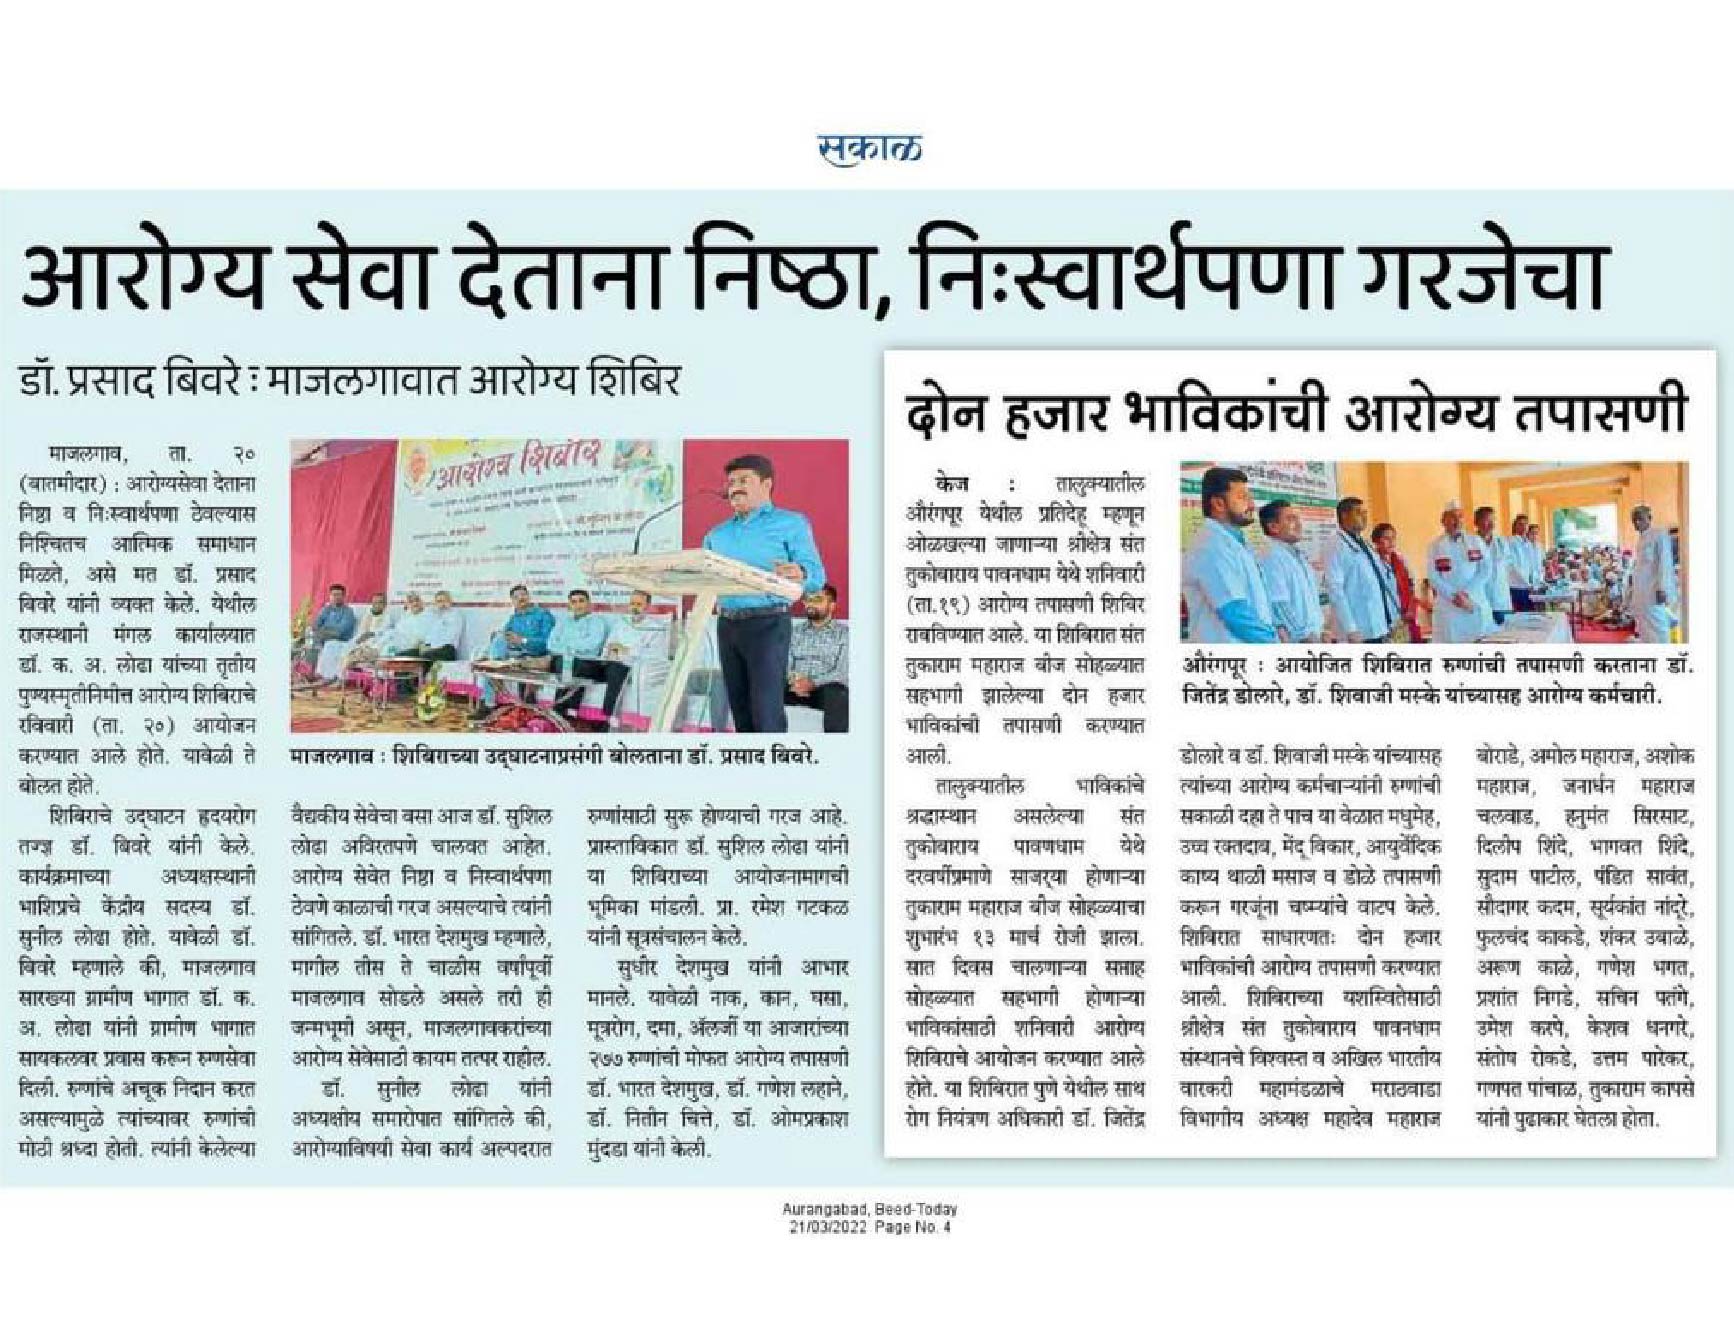 सकाळ
आरोग्य सेवा देताना निष्ठा, निःस्वार्थपणा गरजेचा
डॉ. प्रसाद बिवरे : माजलगावात आरोग्य शिबिर
माजलगाव, ता. २०
(बातमीदार) : आरोग्यसेवा देताना
निष्ठा व निःस्वार्थपणा ठेवल्यास
निश्चितच आत्मिक समाधान
मिळते, असे मत डॉ. प्रसाद
बिवरे यांनी व्यक्त केले. येथील
राजस्थानी मंगल कार्यालयात
डॉ. क. अ. लोढा यांच्या तृतीय
पुण्यस्मृतीनिमीत्त आरोग्य शिबिराचे
रविवारी (ता. २०) आयोजन
करण्यात आले होते. यावेळी ते
बोलत होते.
शिबिराचे उद्‌घाटन हृदयरोग
तज्ज्ञ डॉ. बिवरे यांनी केले.
कार्यक्रमाच्या अध्यक्षस्थानी
भाशिप्रचे केंद्रीय सदस्य डॉ.
सुनील लोढा होते. यावेळी डॉ.
बिवरे म्हणाले की, माजलगाव
सारख्या ग्रामीण भागात डॉ. क.
अ. लोढा यांनी ग्रामीण भागात
सायकलवर प्रवास करून रुग्णसेवा
दिली. रुग्णांचे अचूक निदान करत
असल्यामुळे त्यांच्यावर रुग्णांची
मोठी श्रध्दा होती. त्यांनी केलेल्या
आरोग्य शिबीर
माजलगाव : शिबिराच्या उद्‌घाटनाप्रसंगी बोलताना डॉ. प्रसाद बिवरे.
वैद्यकीय सेवेचा वसा आज डॉ. सुशिल
लोढा अविरतपणे चालवत आहेत.
आरोग्य सेवेत निष्ठा व निस्वार्थपणा
ठेवणे काळाची गरज असल्याचे त्यांनी
सांगितले. डॉ. भारत देशमुख म्हणाले,
मागील तीस ते चाळीस वर्षांपूर्वी
माजलगाव सोडले असले तरी ही
जन्मभूमी असून, माजलगावकरांच्या
आरोग्य सेवेसाठी कायम तत्पर राहील.
डॉ. सुनील लोढा यांनी
अध्यक्षीय समारोपात सांगितले की,
आरोग्याविषयी सेवा कार्य अल्पदरात
रुग्णांसाठी सुरू होण्याची गरज आहे.
प्रास्ताविकात डॉ. सुशिल लोढा यांनी
या शिबिराच्या आयोजनामागची
भूमिका मांडली. प्रा. रमेश गटकळ
यांनी सूत्रसंचालन केले.
सुधीर देशमुख यांनी आभार
मानले. यावेळी नाक, कान, घसा,
मूत्ररोग, दमा, ॲलर्जी या आजारांच्या
२७७ रुग्णांची मोफत आरोग्य तपासणी
डॉ. भारत देशमुख, डॉ. गणेश लहाने,
डॉ. नितीन चित्ते, डॉ. ओमप्रकाश
मुंदडा यांनी केली.
दोन हजार भाविकांची आरोग्य तपासणी
केज : तालुक्यातील
औरंगपूर येथील प्रतिदेहू म्हणून
ओळखल्या जाणाऱ्या श्रीक्षेत्र संत
तुकोबाराय पावनधाम येथे शनिवारी
(ता.१९) आरोग्य तपासणी शिबिर
राबविण्यात आले. या शिबिरात संत
तुकाराम महाराज बीज सोहळ्यात
सहभागी झालेल्या दोन हजार
भाविकांची तपासणी करण्यात
आली.
तालुक्यातील भाविकांचे
श्रद्धास्थान असलेल्या संत
तुकोबाराय पावणधाम येथे
दरवर्षीप्रमाणे साजऱ्या होणाऱ्या
तुकाराम महाराज बीज सोहळ्याचा
शुभारंभ १३ मार्च रोजी झाला.
सात दिवस चालणाऱ्या सप्ताह
सोहळ्यात सहभागी होणाऱ्या
भाविकांसाठी शनिवारी आरोग्य
शिबिराचे आयोजन करण्यात आले
होते. या शिबिरात पुणे येथील साथ
रोग नियंत्रण अधिकारी डॉ. जितेंद्र
औरंगपूर : आयोजित शिबिरात रुग्णांची तपासणी करताना डॉ.
जितेंद्र डोलारे, डॉ. शिवाजी मस्के यांच्यासह आरोग्य कर्मचारी.
डोलारे व डॉ. शिवाजी मस्के यांच्यासह
त्यांच्या आरोग्य कर्मचाऱ्यांनी रुग्णांची
सकाळी दहा ते पाच या वेळात मधुमेह,
उच्च रक्तदाब, मेंदू विकार, आयुर्वेदिक
काष्य थाळी मसाज व डोळे तपासणी
करून गरजूंना चष्म्यांचे वाटप केले.
शिबिरात साधारणतः दोन हजार
भाविकांची आरोग्य तपासणी करण्यात
आली. शिबिराच्या यशस्वितेसाठी
श्रीक्षेत्र संत तुकोबाराय पावनधाम
संस्थानचे विश्वस्त व अखिल भारतीय
वारकरी महामंडळाचे मराठवाडा
विभागीय अध्यक्ष महादेव महाराज
बोराडे, अमोल महाराज, अशोक
महाराज, जनार्धन महाराज
चलवाड, हनुमंत सिरसाट,
दिलीप शिंदे, भागवत शिंदे,
सुदाम पाटील, पंडित सावंत,
सौदागर कदम, सूर्यकांत नांदूरे,
फुलचंद काकडे, शंकर उबाळे,
अरूण काळे, गणेश भगत,
प्रशांत निगडे, सचिन पतंगे,
उमेश करपे, केशव धनगरे,
संतोष रोकडे, उत्तम पारेकर,
गणपत पांचाळ, तुकाराम कापसे
यांनी पुढाकार घेतला होता.
Aurangabad, Beed-Today
21/03/2022 Page No. 4